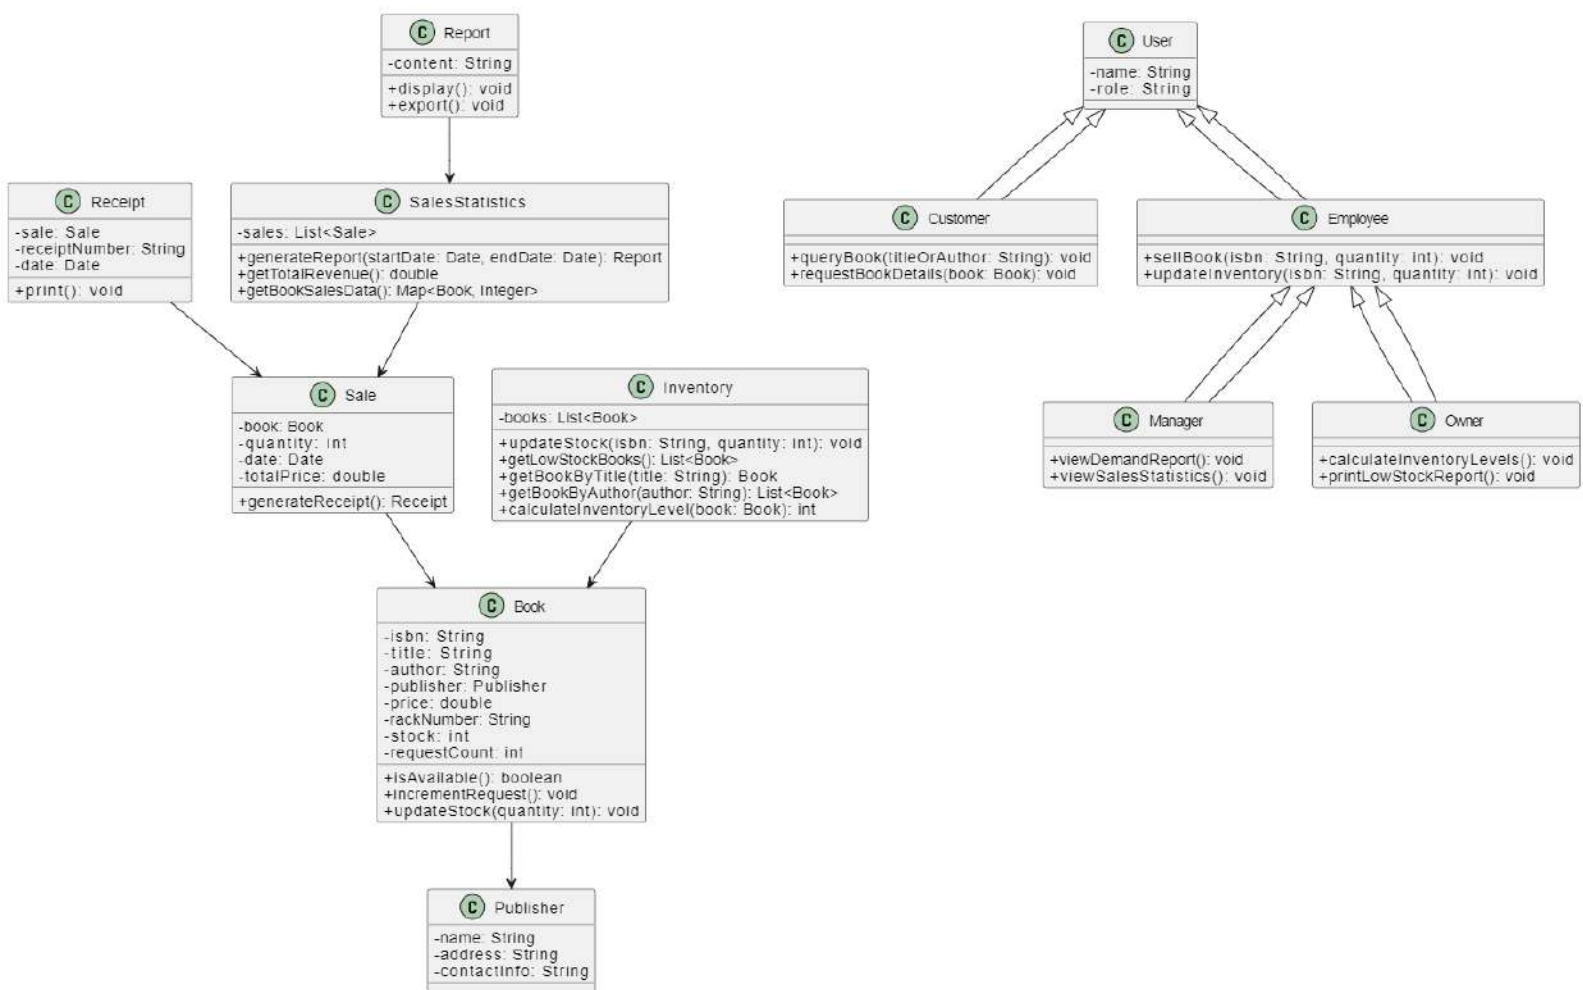 C Report
-content: String
+display(): void
+export(): void
C User
-name: String
-role: String
C Receipt
-sale: Sale
-receiptNumber: String
-date: Date
+print(): void
C SalesStatistics
-sales: List<Sale>
+generateReport(startDate: Date, endDate: Date): Report
+getTotalRevenue(): double
+getBookSalesData(): Map<Book, Integer>
C Customer
+queryBook(titleOrAuthor: String): void
+requestBookDetails(book: Book): void
C Employee
+sellBook(isbn: String, quantity: int): void
+updateInventory(isbn: String, quantity: int): void
C Sale
-book: Book
-quantity: int
-date: Date
-totalPrice: double
+generateReceipt(): Receipt
C Inventory
-books: List<Book>
+updateStock(isbn: String, quantity: int): void
+getLowStockBooks(): List<Book>
+getBookByTitle(title: String): Book
+getBookByAuthor(author: String): List<Book>
+calculateInventoryLevel(book: Book): int
C Manager
+viewDemandReport(): void
+viewSalesStatistics(): void
C Owner
+calculateInventoryLevels(): void
+printLowStockReport(): void
C Book
-isbn: String
-title: String
-author: String
-publisher: Publisher
-price: double
-rackNumber: String
-stock: int
-requestCount: int
+isAvailable(): boolean
+incrementRequest(): void
+updateStock(quantity: int): void
C Publisher
-name: String
-address: String
-contactInfo: String